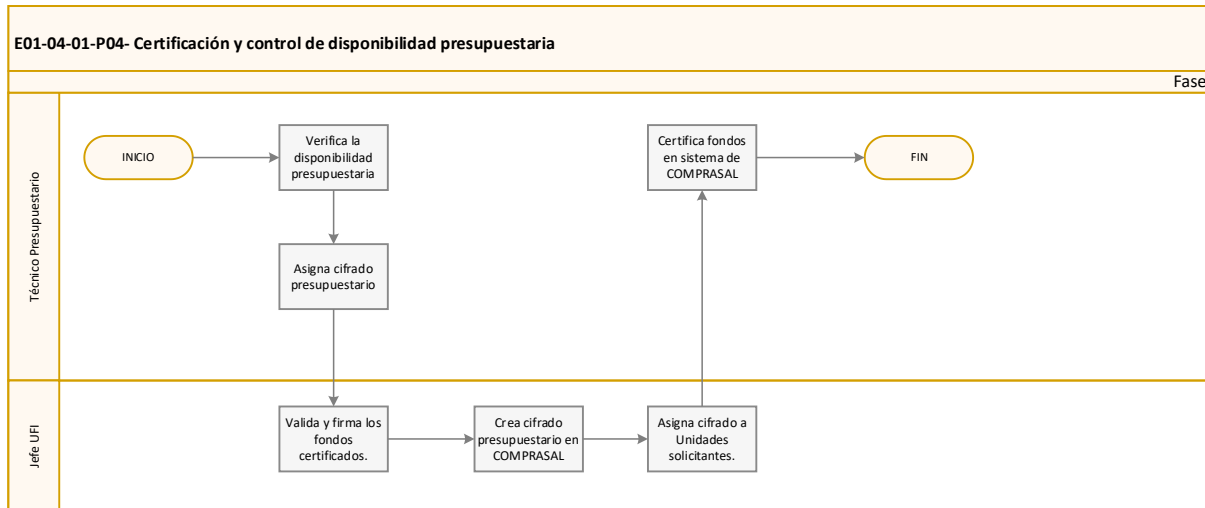 E01-04-01-P04- Certificación y control de disponibilidad presupuestaria
Fase
Técnico Presupuestario
INICIO
Verifica la
disponibilidad
presupuestaria
Certifica fondos
en sistema de
COMPRASAL
FIN
Asigna cifrado
presupuestario
Jefe UFI
Valida y firma los
fondos
certificados.
Crea cifrado
presupuestario en
COMPRASAL
Asigna cifrado a
Unidades
solicitantes.